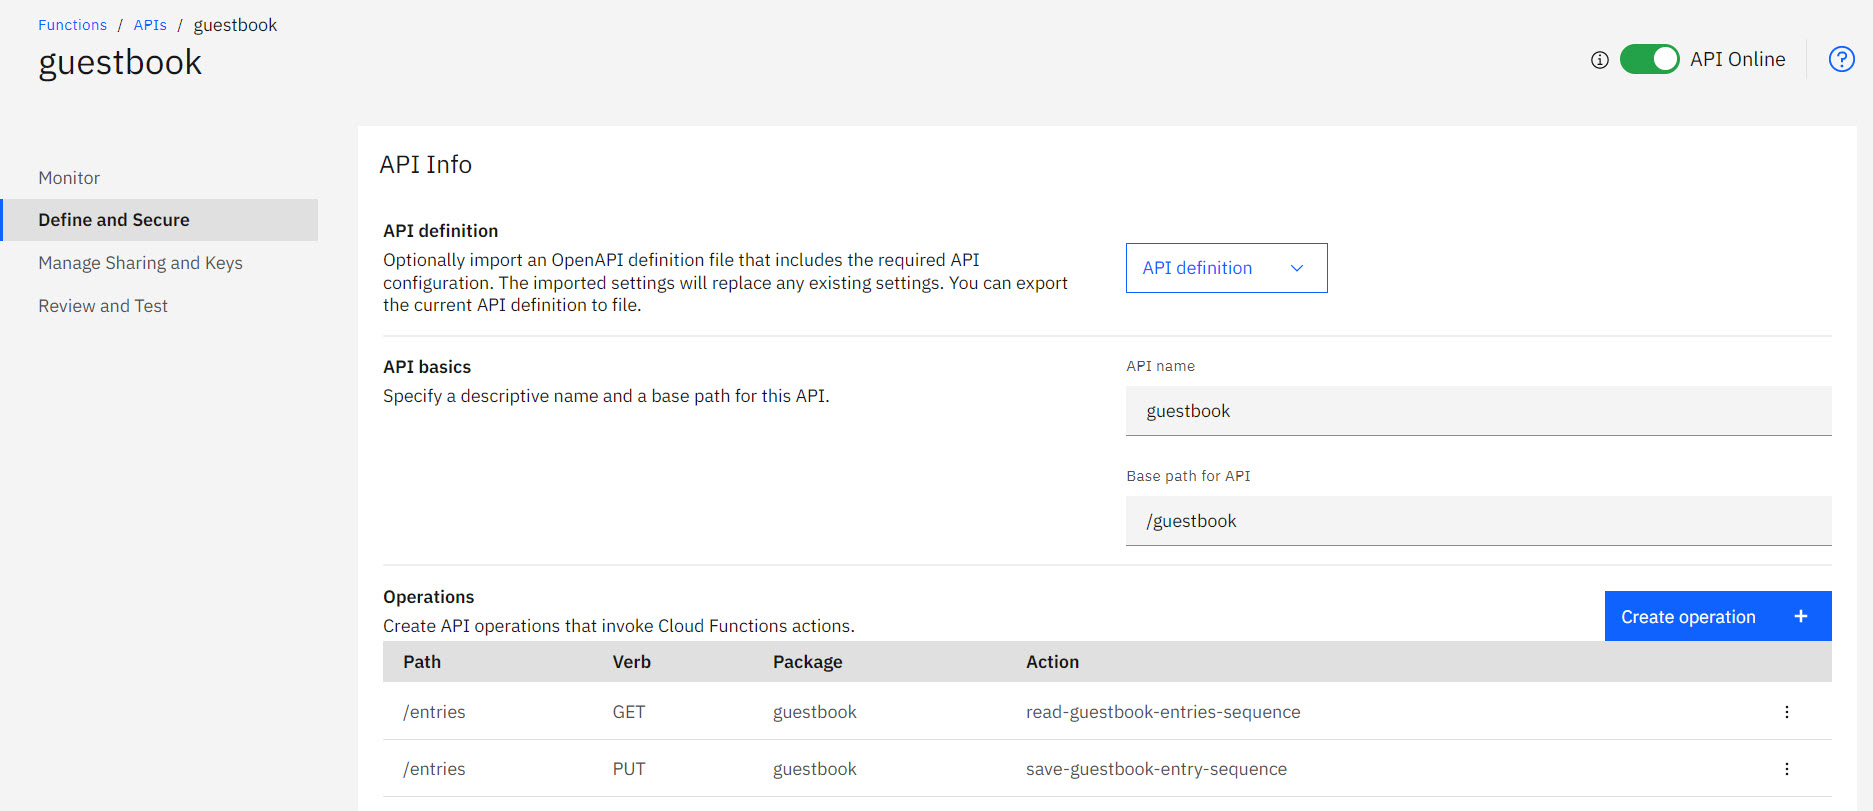 Functions / APIs / guestbook
guestbook
API Online
Monitor
Define and Secure
Manage Sharing and Keys
Review and Test
API Info
API definition
Optionally import an OpenAPI definition file that includes the required API
configuration. The imported settings will replace any existing settings. You can export
the current API definition to file.
API definition
API basics
Specify a descriptive name and a base path for this API.
API name
guestbook
Base path for API
/guestbook
Operations
Create API operations that invoke Cloud Functions actions.
Create operation +
Path Verb Package Action
/entries GET guestbook read-guestbook-entries-sequence
/entries PUT guestbook save-guestbook-entry-sequence